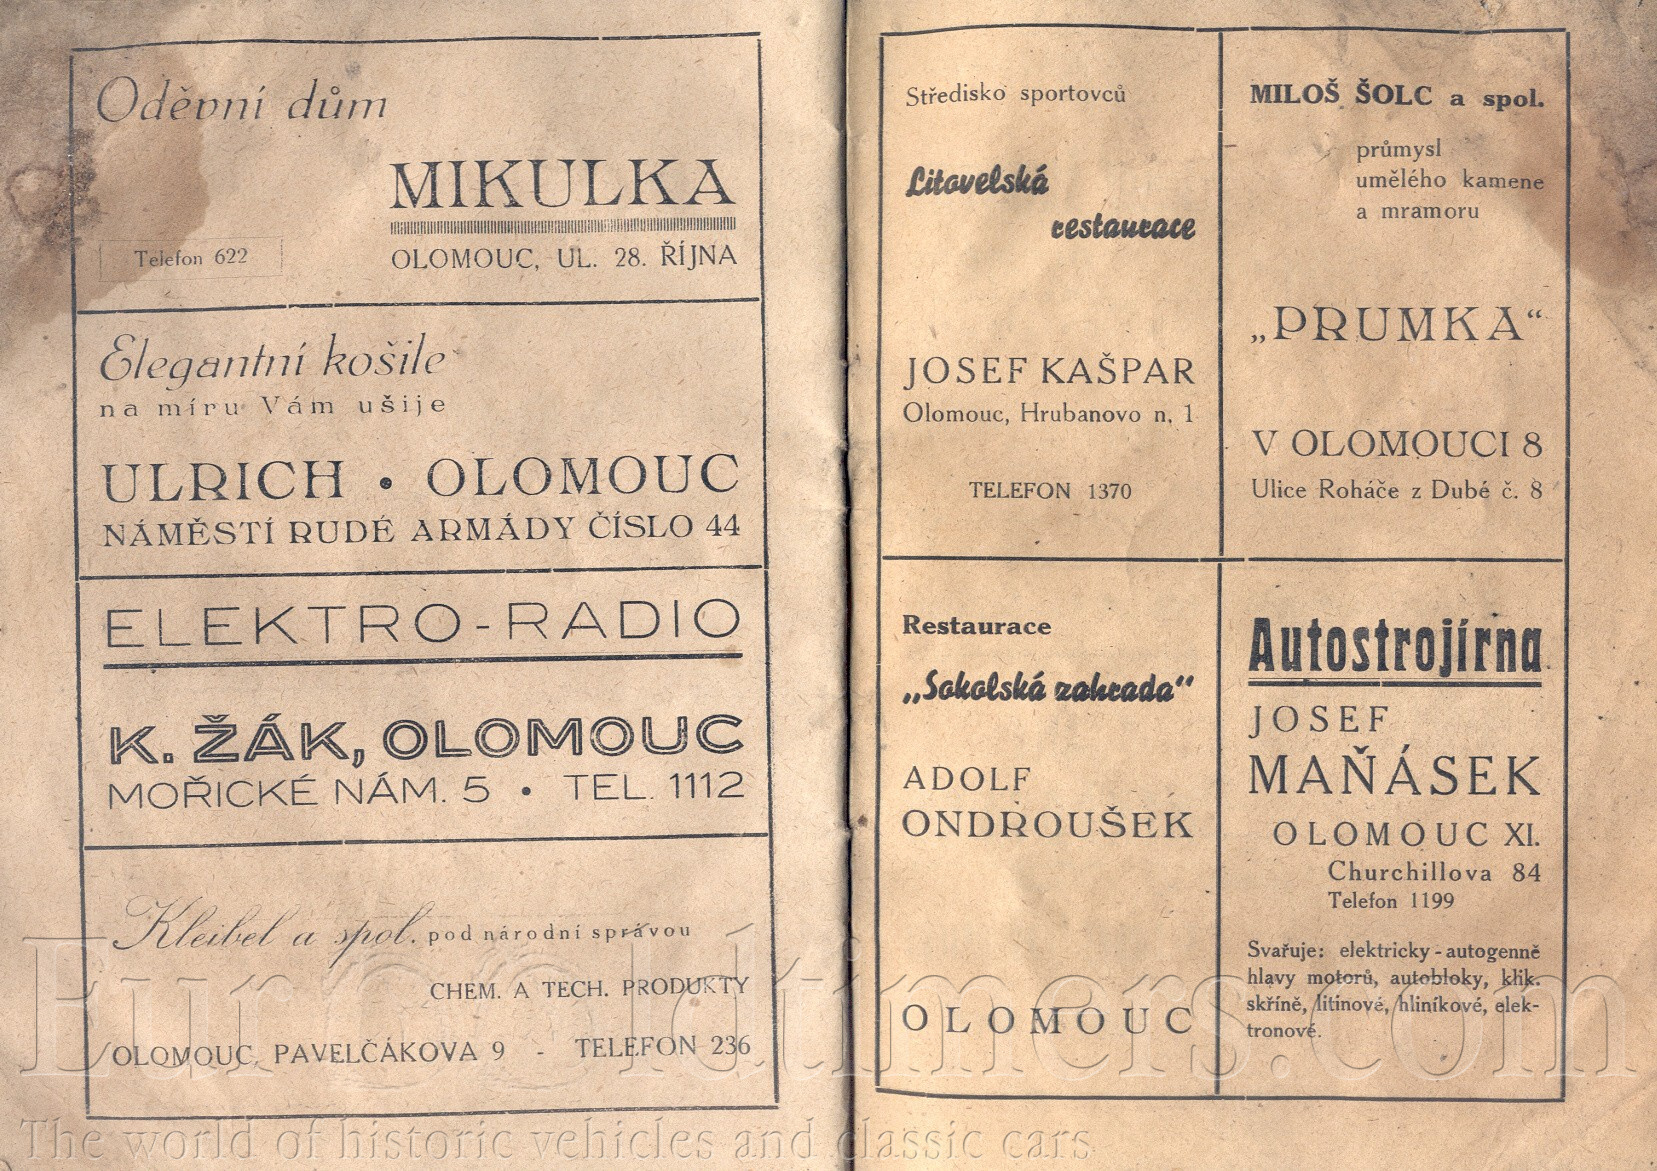 Oděvní dům
MIKULKA
Telefon 622
OLOMOUC, UL. 28. ŘÍJNA
Elegantní košile
na míru Vám ušije
ULRICH • OLOMOUC
NÁMĚSTÍ RUDÉ ARMÁDY ČÍSLO 44
ELEKTRO-RADIO
K. ŽÁK, OLOMOUC
MOŘICKÉ NÁM. 5 • TEL. 1112
Kleibel a spol. pod národní správou
CHEM. A TECH. PRODUKTY
OLOMOUC, PAVELČÁKOVA 9 - TELEFON 236
Středisko sportovců
Litovelská
restaurace
JOSEF KAŠPAR
Olomouc, Hrubanovo n. 1
TELEFON 1370
MILOŠ ŠOLC a spol.
průmysl
umělého kamene
a mramoru
„PRUMKA“
V OLOMOUCI 8
Ulice Roháče z Dubé č. 8
Restaurace
„Sokolská zahrada“
ADOLF
ONDROUŠEK
OLOMOUC
Autostrojírna
JOSEF
MAŇÁSEK
OLOMOUC XI.
Churchillova 84
Telefon 1199
Svařuje: elektricky - autogenně
hlavy motorů, autobloky, klik.
skříně, litinové, hliníkové, elek-
tronové.
Eurooldtimers.com
The world of historic vehicles and classic cars